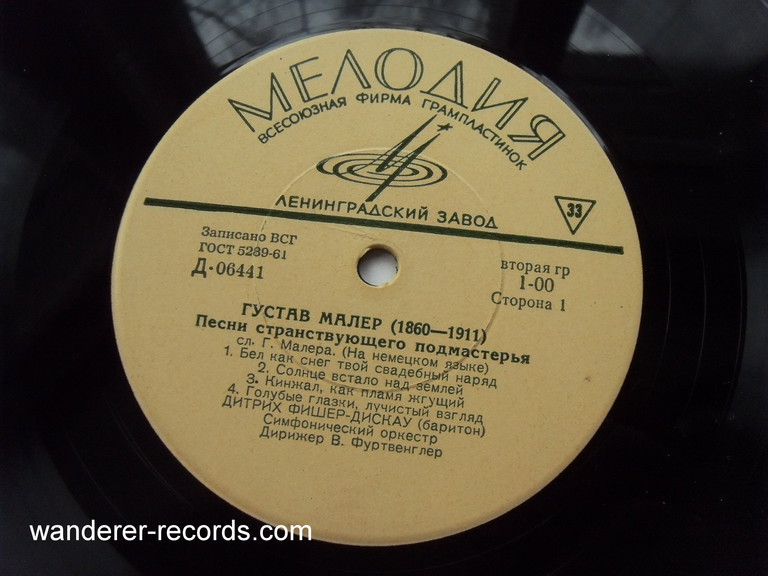 МЕЛОДИЯ
ВСЕСОЮЗНАЯ ФИРМА ГРАМПЛАСТИНОК
ЛЕНИНГРАДСКИЙ ЗАВОД
33
Записано ВСГ
ГОСТ 5289-61
Д-06441
вторая гр
1-00
Сторона 1
ГУСТАВ МАЛЕР (1860—1911)
Песни странствующего подмастерья
сл. Г. Малера. (На немецком языке)
1. Бел как снег твой свадебный наряд
2. Солнце встало над землей
3. Кинжал, как пламя жгущий
4. Голубые глазки, лучистый взгляд
ДИТРИХ ФИШЕР-ДИСКАУ (баритон)
Симфонический оркестр
Дирижер В. Фуртвенглер
wanderer-records.com